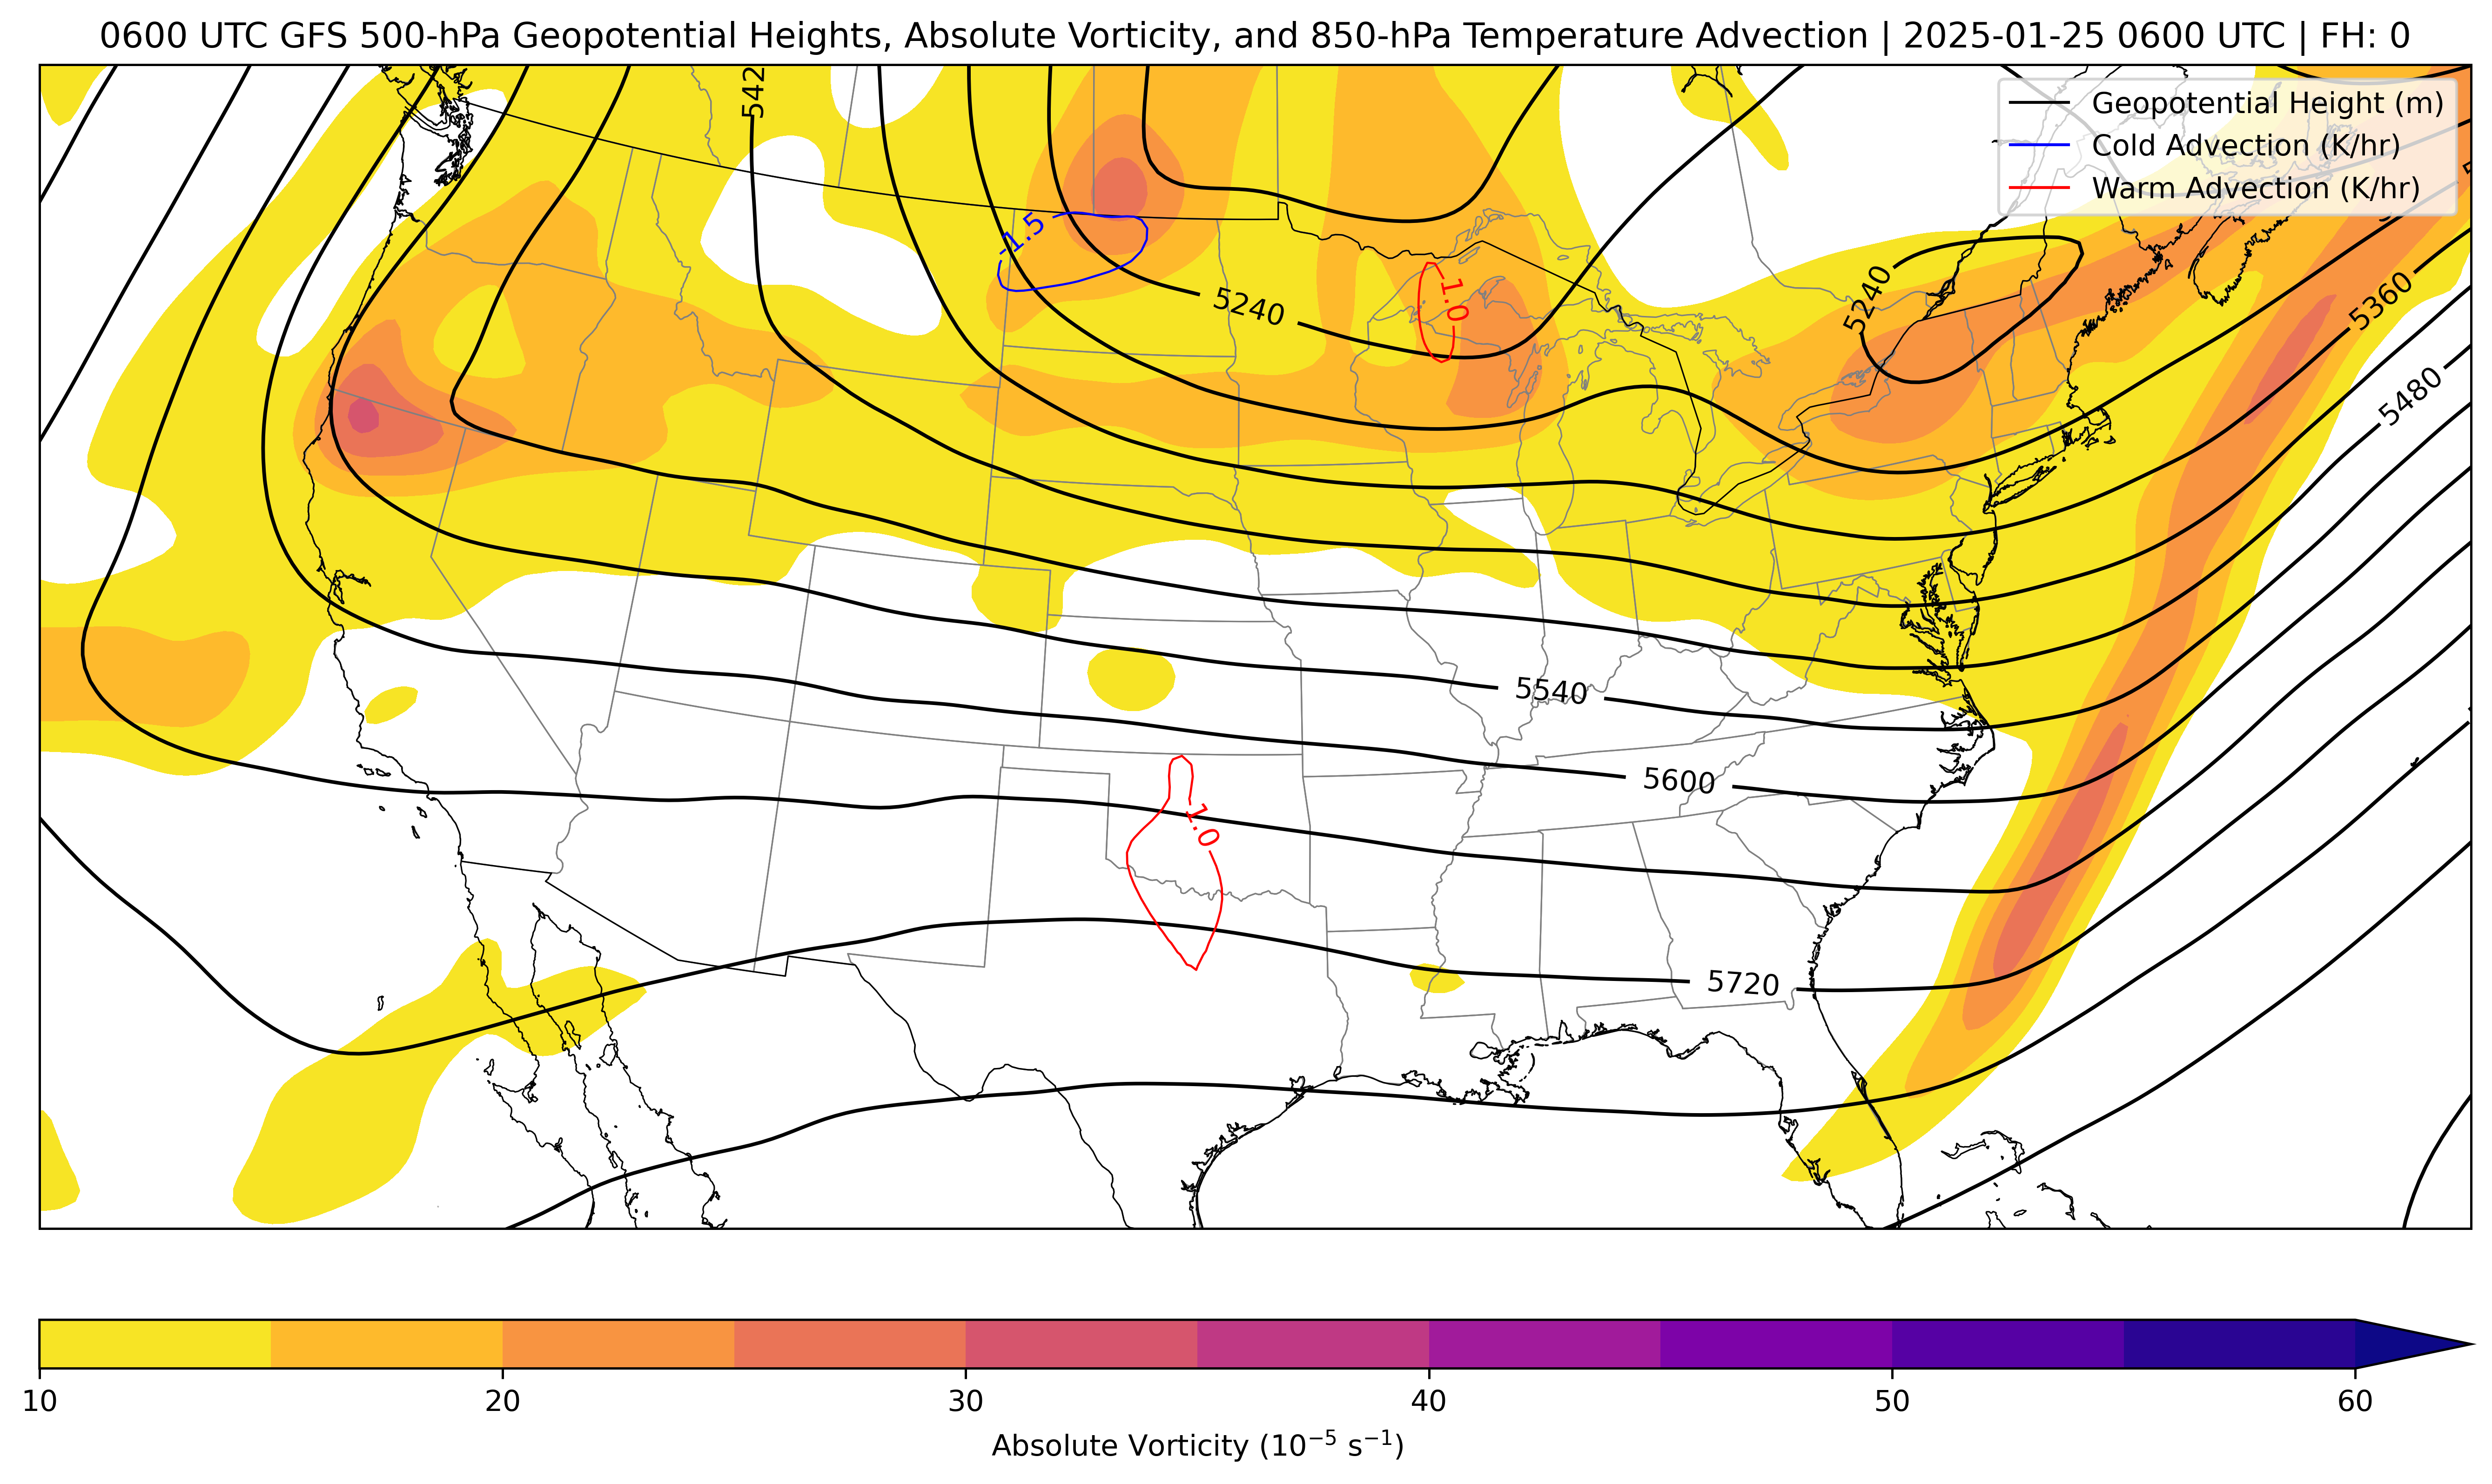 0600 UTC GFS 500-hPa Geopotential Heights, Absolute Vorticity, and 850-hPa Temperature Advection | 2025-01-25 0600 UTC | FH: 0
542
Geopotential Height (m)
Cold Advection (K/hr)
Warm Advection (K/hr)
-1.5
5240
1.0
5240
5360
5480
5540
5600
1.0
5720
10 20 30 40 50 60
Absolute Vorticity (10⁻⁵ s⁻¹)